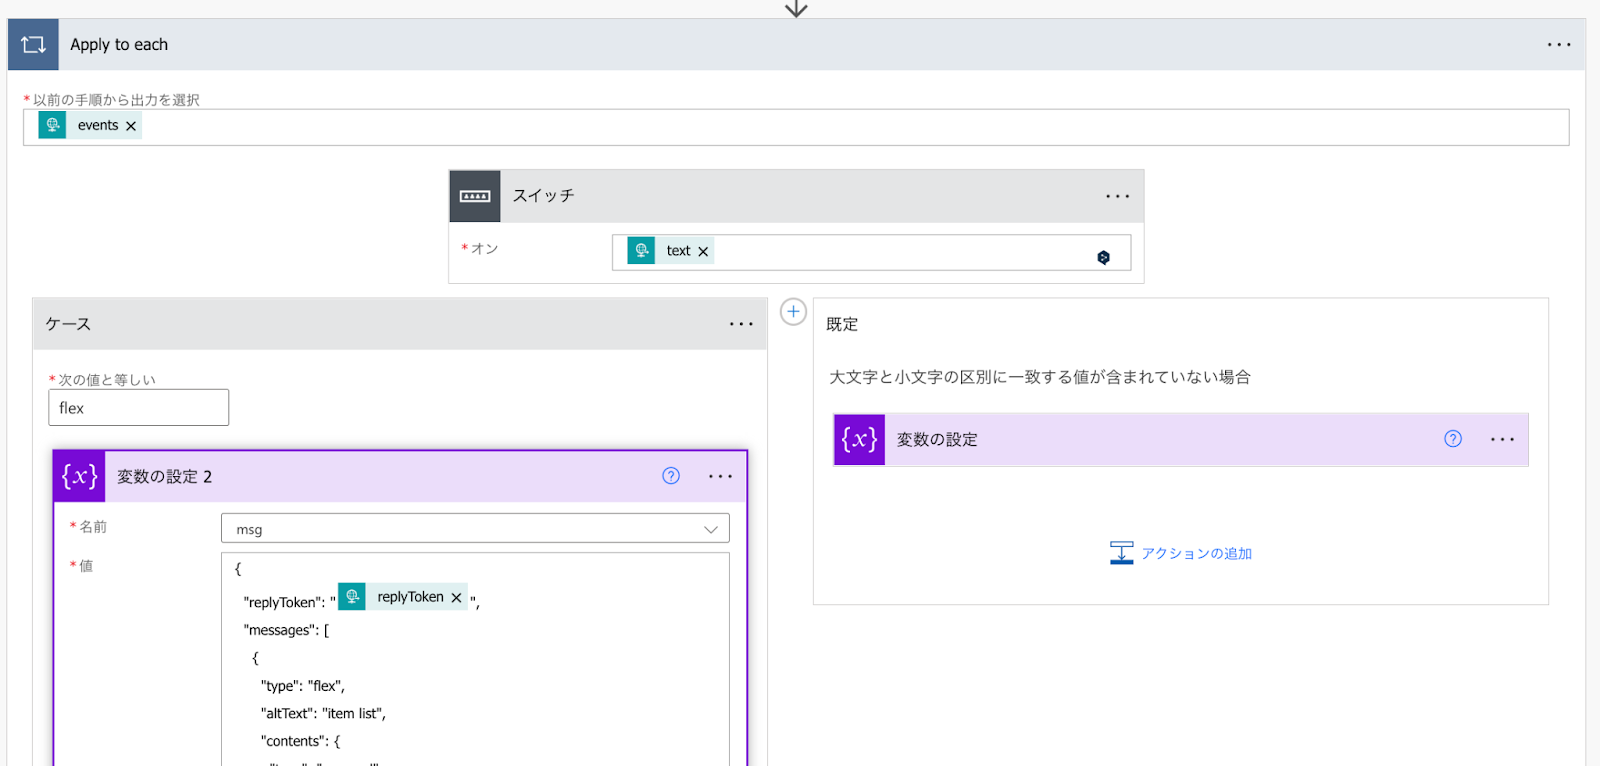 Apply to each
*以前の手順から出力を選択
events ×
スイッチ
*オン
text ×
ケース
*次の値と等しい
flex
{x} 変数の設定 2
*名前
msg
*値
{
"replyToken": " replyToken × ",
"messages": [
{
"type": "flex",
"altText": "item list",
"contents": {
既定
大文字と小文字の区別に一致する値が含まれていない場合
{x} 変数の設定
アクションの追加